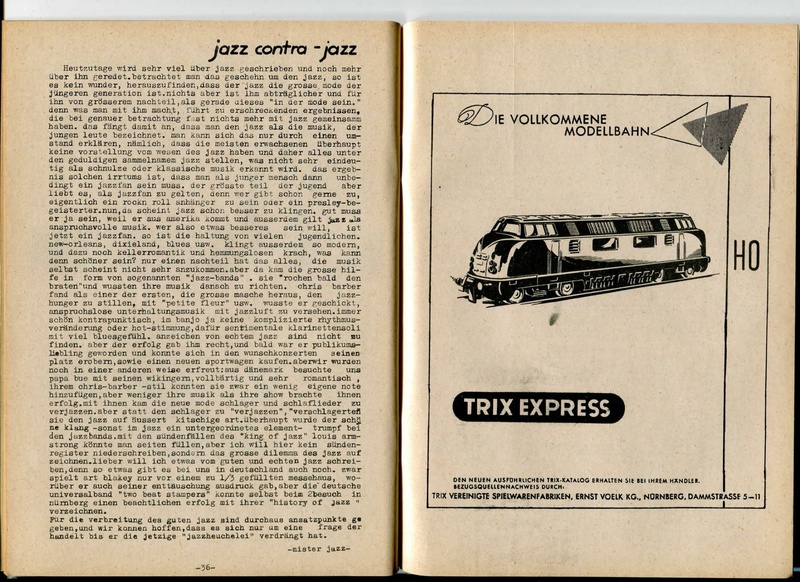 jazz contra -jazz
Heutzutage wird sehr viel über jazz geschrieben und noch mehr
über ihn geredet.betrachtet man das geschehn um den jazz, so ist
es kein wunder, herauszufinden,dass der jazz die grosse mode der
jüngeren generation ist.nichts aber ist ihm abträglicher und für
ihn von grösserem nachteil,als gerade dieses "in der mode sein."
denn was man mit ihm macht, führt zu erschreckenden ergebnissen,
die bei genauer betrachtung fast nichts mehr mit jazz gemeinsamm
haben. das fängt damit an, dass man den jazz als die musik, der
jungen leute bezeichnet. man kann sich das nur durch einen um-
stand erklären, nämlich, dass die meisten erwachsenen überhaupt
keine vorstellung vom wesen des jazz haben und daher alles unter
den geduldigen sammelnamem jazz stellen, was nicht sehr eindeu-
tig als schnulze oder klassische musik erkannt wird. das ergeb-
nis solchen irrtums ist, dass man als junger mensch dann unbe-
dingt ein jazzfan sein muss. der grösste teil der jugend aber
liebt es, als jazzfan zu gelten, denn wer gibt schon gerne zu,
eigentlich ein rockn roll anhänger zu sein oder ein presley-be-
geisterter.nun,da scheint jazz schon besser zu klingen. gut muss
er ja sein, weil er aus amerika kommt und ausserdem gilt jazz als
anspruchsvolle musik. wer also etwas besseres sein will, ist
jetzt ein jazzfan. so ist die haltung von vielen jugendlichen.
new-orleans, dixieland, blues usw. klingt ausserdem so modern,
und dazu noch kellerromantik und hemmungslosen krach, was kann
denn schöner sein? nur einen nachteil hat das alles, die musik
selbst scheint nicht sehr anzukommen.aber da kam die grosse hil-
fe in form von sogenannten "jazz-bands" . sie "rochen bald den
braten"und wussten ihre musik danach zu richten. chris barber
fand als einer der ersten, die grosse masche heraus, den jazz-
hunger zu stillen, mit "petite fleur" usw. wusste er geschickt,
anspruchslose unterhaltungsmusik mit jazzluft zu versehen.immer
schön kontrapunktisch, im banjo ja keine komplizierte rhythmus-
veränderung oder hot-stimmung,dafür sentimentale klarinettensoli
mit viel bluesgefühl. anzeichen von echtem jazz sind nicht zu
finden. aber der erfolg gab ihm recht,und bald war er publikums-
liebling geworden und konnte sich in den wunschkonzerten seinen
platz erobern,sowie einen neuen sportwagen kaufen.aberwir wurden
noch in einer anderen weise erfreut:aus dänemark besuchte uns
papa bue mit seinen wikingern,vollbärtig und sehr romantisch ,
ihrem chris-barber -stil konnten sie zwar ein wenig eigene note
hinzufügen,aber weniger ihre musik als ihre show brachte ihnen
erfolg.mit ihnen kam die neue mode schlager und schlaflieder zu
verjazzen.aber statt den schlager zu "verjazzen","verschlagerten
sie den jazz auf äussert kitschige art.überhaupt wurde der schö
ne klang -sonst im jazz ein untergeordnetes element- trumpf bei
den jazzbands.mit den sündenfällen des "king of jazz" louis arm-
strong könnte man seiten füllen,aber ich will hier kein sünden-
register niederschreiben,sondern das grosse dilemma des jazz auf
zeichnen.lieber will ich etwas vom guten und echten jazz schrei-
ben,denn so etwas gibt es bei uns in deutschland auch noch. zwar
spielt art blakey nur vor einem zu 1/3 gefüllten messehaus, wo-
rüber er auch seiner enttäuschung ausdruck gab,aber die deutsche
universalband "two beat stampers" konnte selbst beim 2besuch in
nürnberg einen beachtlichen erfolg mit ihrer "history of jazz "
verzeichnen.
Für die verbreitung des guten jazz sind durchaus ansatzpunkte ge
geben,und wir können hoffen,dass es sich nur um eine frage der
handelt bis er die jetzige "jazzheuchelei" verdrängt hat.
-mister jazz-
-36-
DIE VOLLKOMMENE
MODELLBAHN
HO
TRIX EXPRESS
DEN NEUEN AUSFÜHRLICHEN TRIX-KATALOG ERHALTEN SIE BEI IHREM HÄNDLER.
BEZUGSQUELLENNACHWEIS DURCH:
TRIX VEREINIGTE SPIELWARENFABRIKEN, ERNST VOELK KG., NÜRNBERG, DAMMSTRASSE 5-11